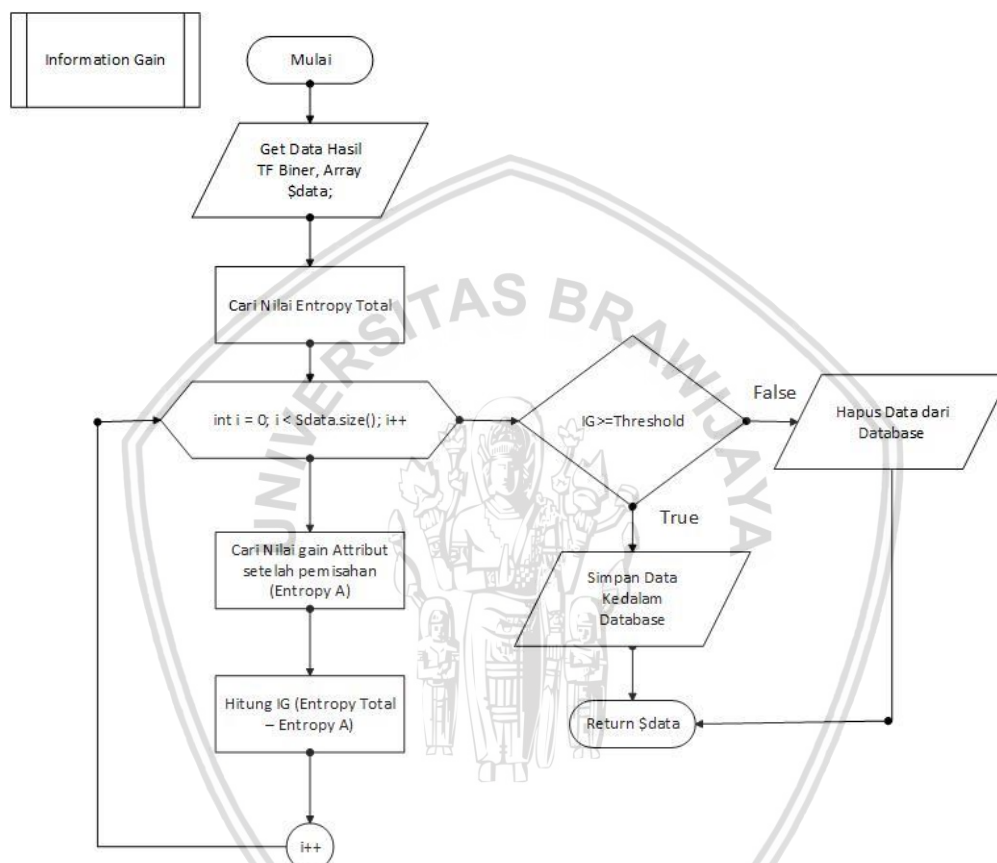 Information Gain
Mulai
Get Data Hasil
TF Biner, Array
$data;
Cari Nilai Entropy Total
UNIVERSITAS BRAWIJAYA
int i = 0; i < Sdata.size(); i++
IG>=Threshold
False
Hapus Data dari
Database
True
Cari Nilai gain Attribut
setelah pemisahan
(Entropy A)
Simpan Data
Kedalam
Database
Hitung IG (Entropy Total
– Entropy A)
Return $data
i++